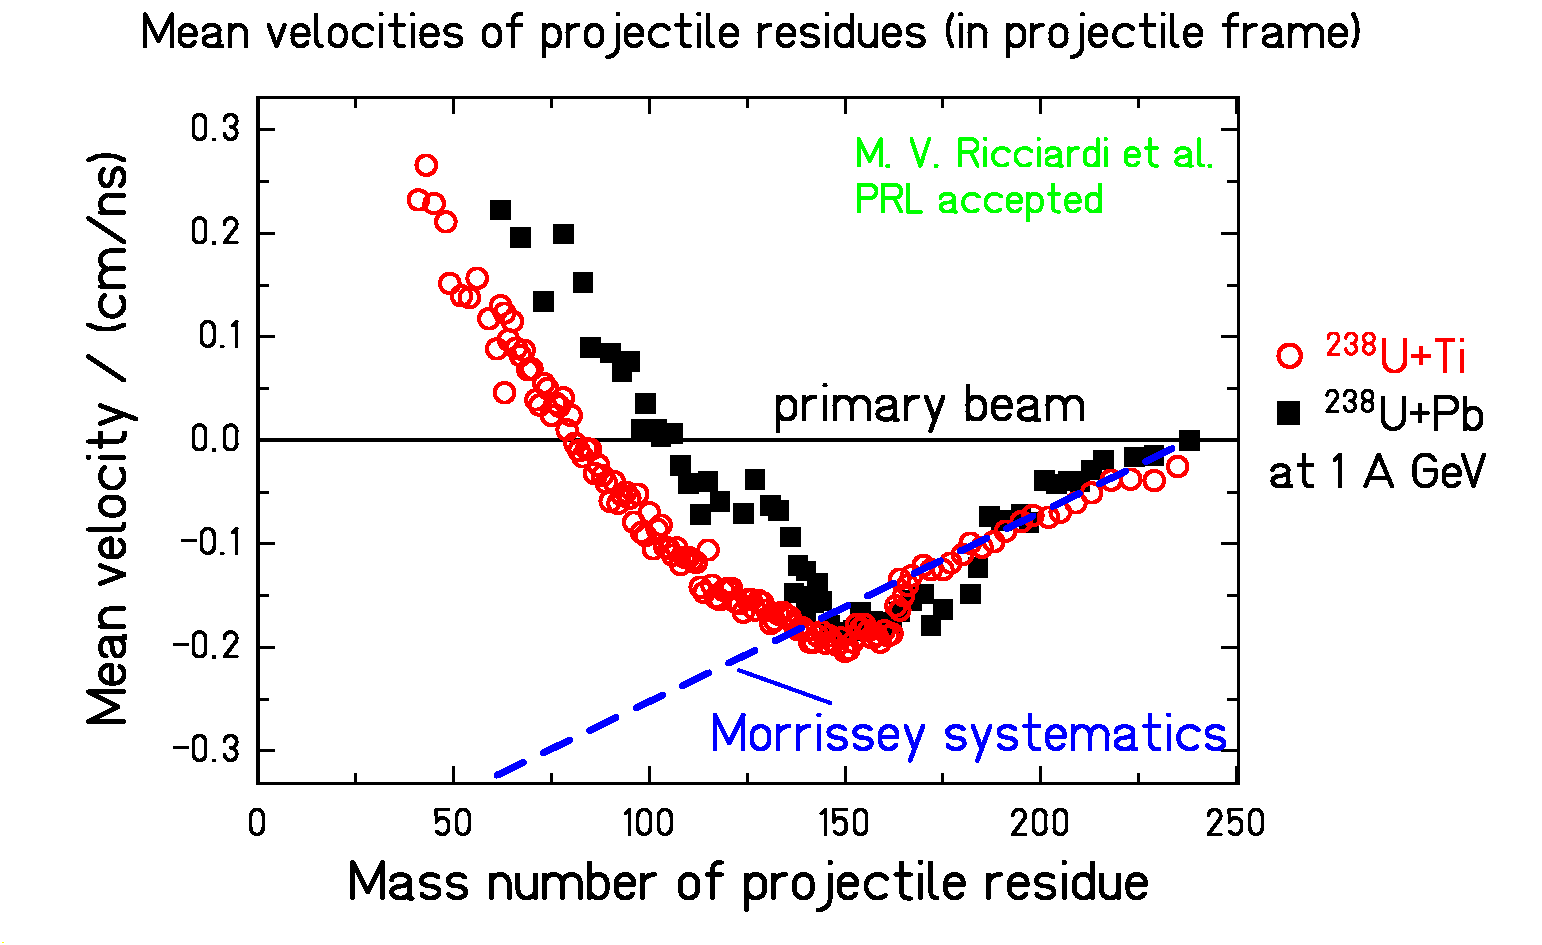 Mean velocities of projectile residues (in projectile frame)
Mean velocity / (cm/ns)
0.3
0.2
0.1
0.0
-0.1
-0.2
-0.3
M. V. Ricciardi et al.
PRL accepted
primary beam
Morrissey systematics
²³⁸U+Ti
²³⁸U+Pb
at 1 A GeV
0 50 100 150 200 250
Mass number of projectile residue